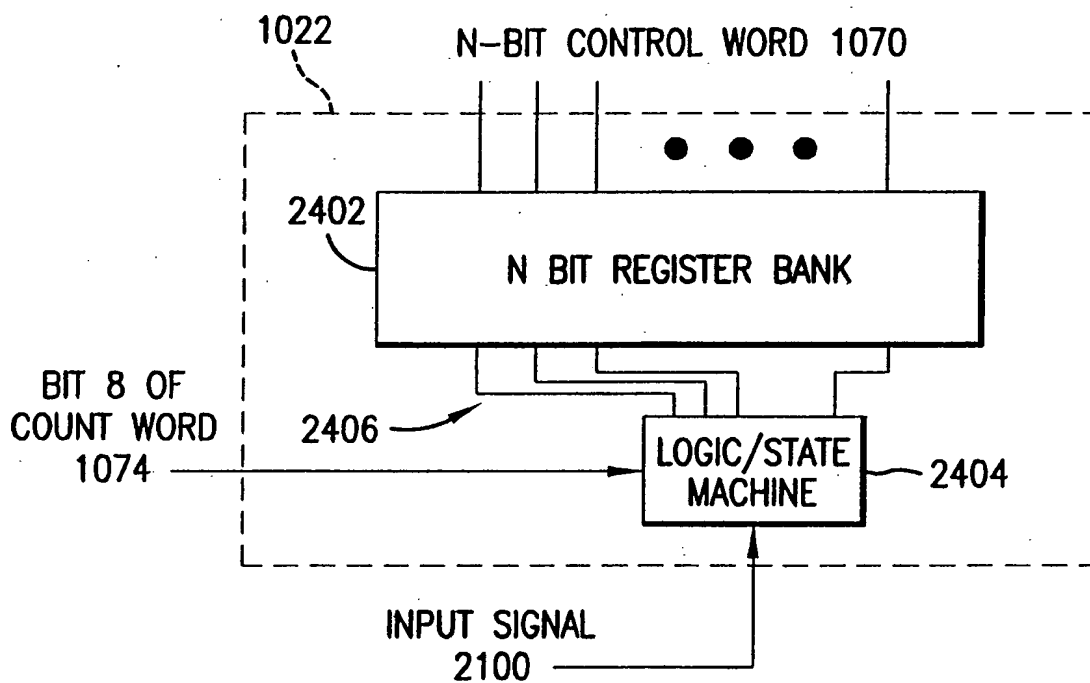 1022
N-BIT CONTROL WORD 1070
2402
N BIT REGISTER BANK
BIT 8 OF
COUNT WORD
1074
2406
LOGIC/STATE
MACHINE
2404
INPUT SIGNAL
2100